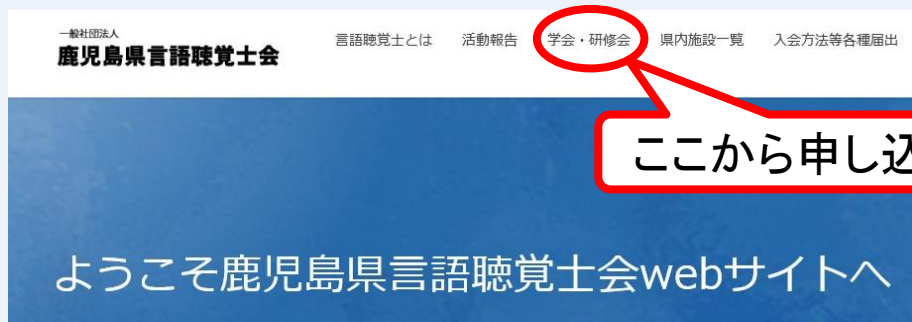 一般社団法人
鹿児島県言語聴覚士会
言語聴覚士とは 活動報告 学会・研修会 県内施設一覧 入会方法等各種届出
ここから申し込
ようこそ鹿児島県言語聴覚士会webサイトへ